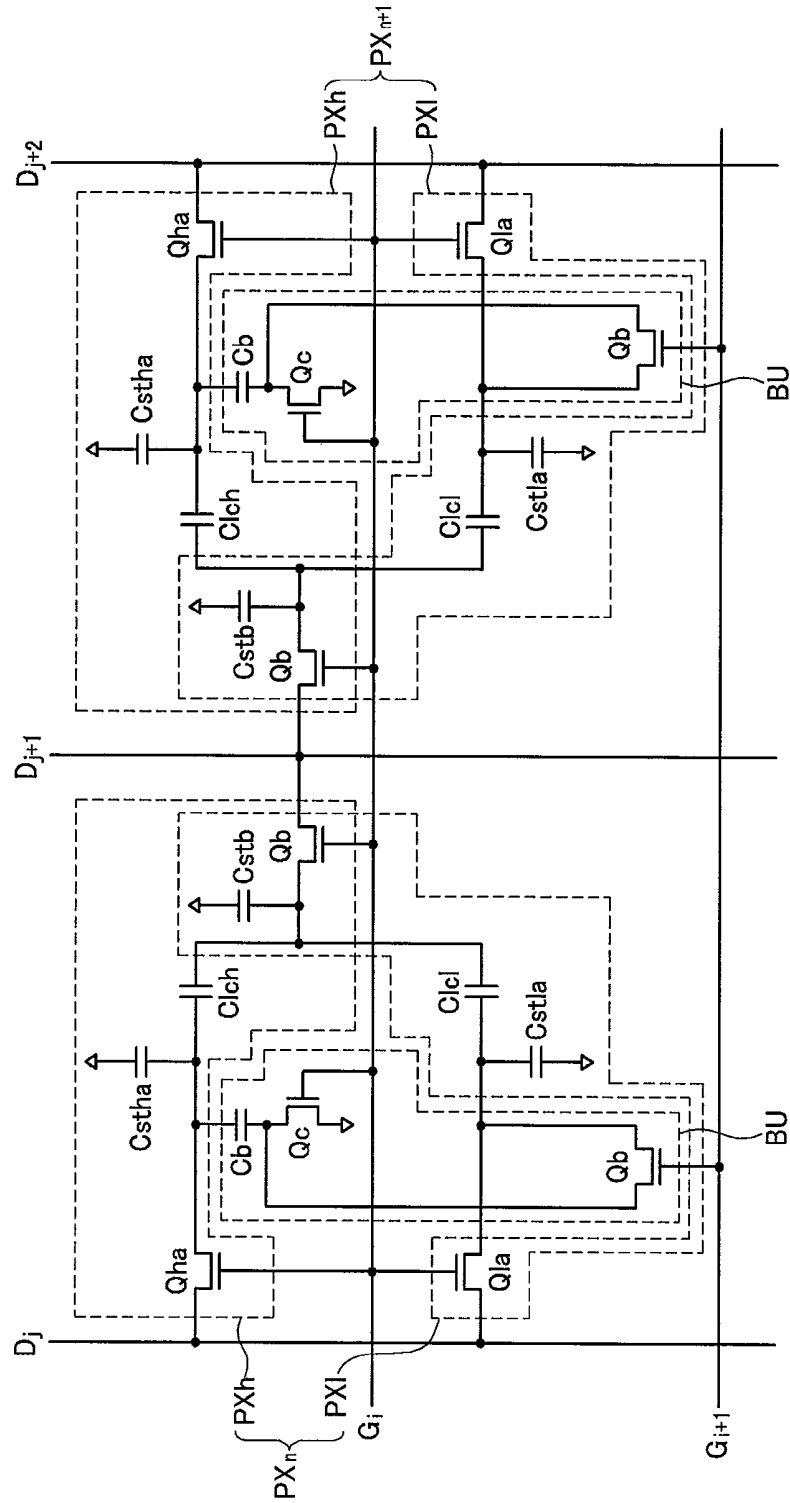 Dj
Dj+1
Dj+2
PXn
PXh
PXl
Gi
Gi+1
Qha
Cstha
Clch
Cb
Qc
Cstb
Qb
Clcl
Cstla
Qla
Qb
BU
Cstb
Qb
Clch
Cstha
Cb
Qc
Qha
Clcl
Cstla
Qb
Qla
BU
PXh
PXl
PXn+1